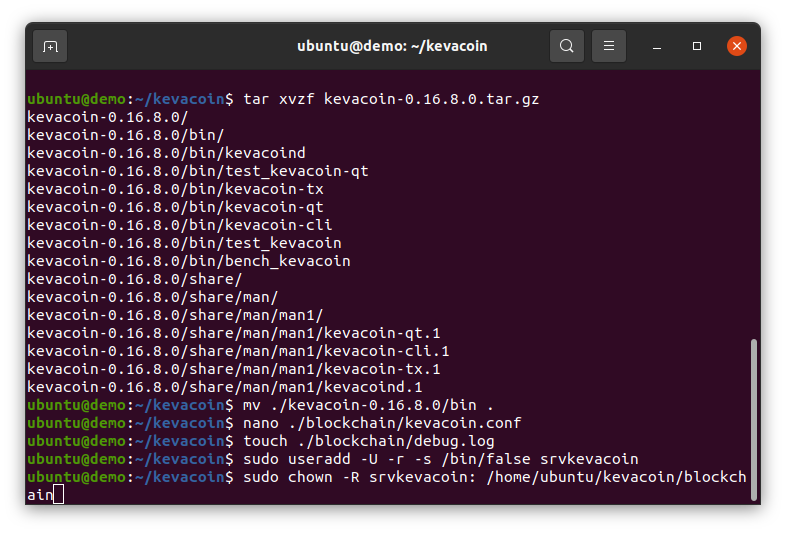 ubuntu@demo: ~/kevacoin
ubuntu@demo:~/kevacoin$ tar xvzf kevacoin-0.16.8.0.tar.gz
kevacoin-0.16.8.0/
kevacoin-0.16.8.0/bin/
kevacoin-0.16.8.0/bin/kevacoind
kevacoin-0.16.8.0/bin/test_kevacoin-qt
kevacoin-0.16.8.0/bin/kevacoin-tx
kevacoin-0.16.8.0/bin/kevacoin-qt
kevacoin-0.16.8.0/bin/kevacoin-cli
kevacoin-0.16.8.0/bin/test_kevacoin
kevacoin-0.16.8.0/bin/bench_kevacoin
kevacoin-0.16.8.0/share/
kevacoin-0.16.8.0/share/man/
kevacoin-0.16.8.0/share/man/man1/
kevacoin-0.16.8.0/share/man/man1/kevacoin-qt.1
kevacoin-0.16.8.0/share/man/man1/kevacoin-cli.1
kevacoin-0.16.8.0/share/man/man1/kevacoin-tx.1
kevacoin-0.16.8.0/share/man/man1/kevacoind.1
ubuntu@demo:~/kevacoin$ mv ./kevacoin-0.16.8.0/bin .
ubuntu@demo:~/kevacoin$ nano ./blockchain/kevacoin.conf
ubuntu@demo:~/kevacoin$ touch ./blockchain/debug.log
ubuntu@demo:~/kevacoin$ sudo useradd -U -r -s /bin/false srvkevacoin
ubuntu@demo:~/kevacoin$ sudo chown -R srvkevacoin: /home/ubuntu/kevacoin/blockch
ain